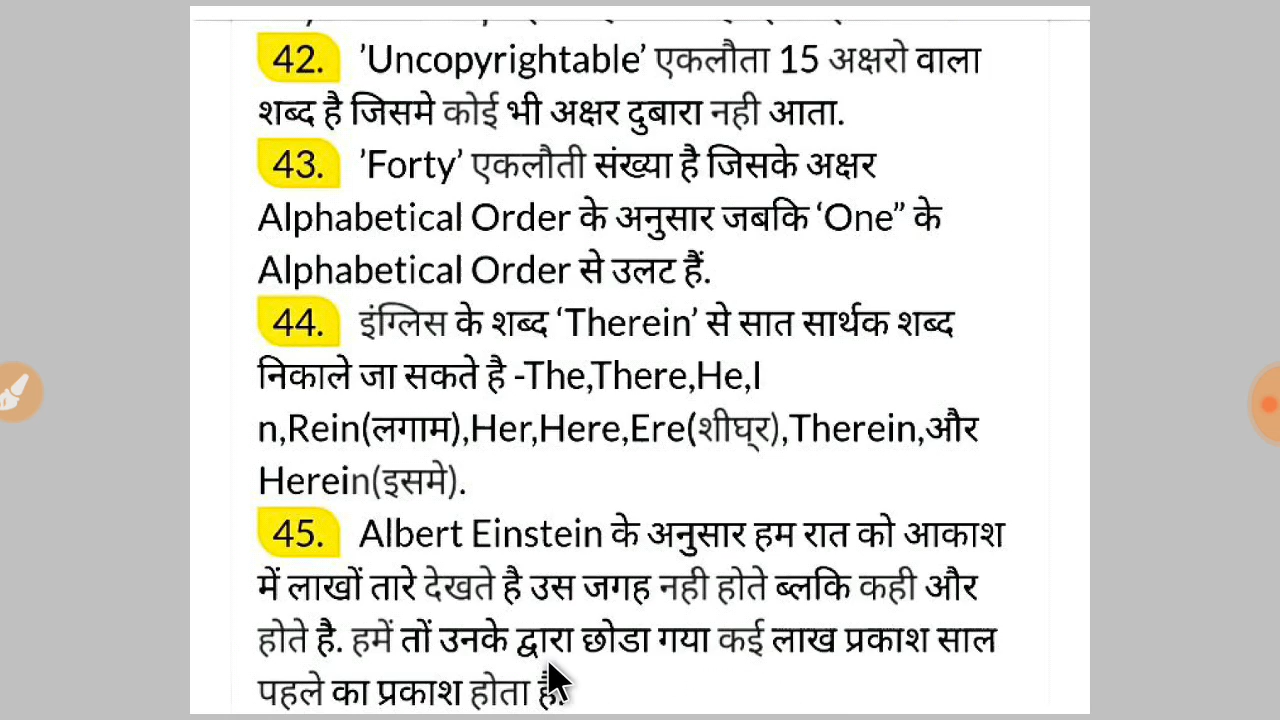 42. ’Uncopyrightable’ एकलौता 15 अक्षरो वाला
शब्द है जिसमे कोई भी अक्षर दुबारा नही आता.
43. ’Forty’ एकलौती संख्या है जिसके अक्षर
Alphabetical Order के अनुसार जबकि ‘One” के
Alphabetical Order से उलट हैं.
44. इंग्लिस के शब्द ‘Therein’ से सात सार्थक शब्द
निकाले जा सकते है -The,There,He,I
n,Rein(लगाम),Her,Here,Ere(शीघ्र),Therein,और
Herein(इसमे).
45. Albert Einstein के अनुसार हम रात को आकाश
में लाखों तारे देखते है उस जगह नही होते ब्लकि कही और
होते है. हमें तों उनके द्वारा छोडा गया कई लाख प्रकाश साल
पहले का प्रकाश होता है.